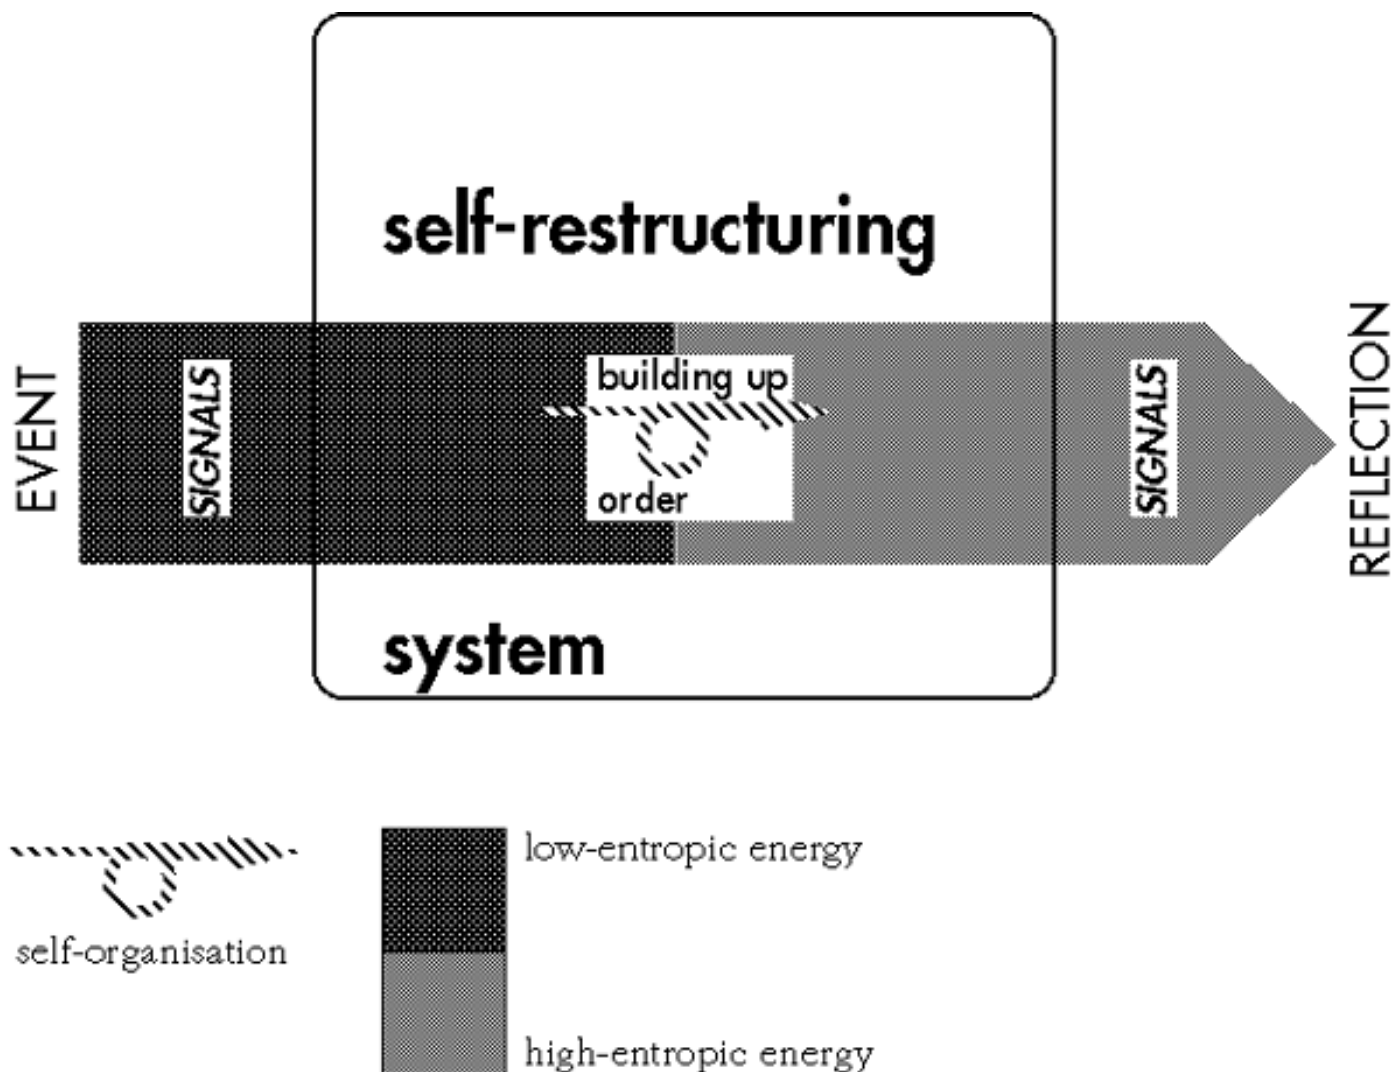 self-restructuring
EVENT
SIGNALS
building up
order
SIGNALS
REFLECTION
system
self-organisation
low-entropic energy
high-entropic energy